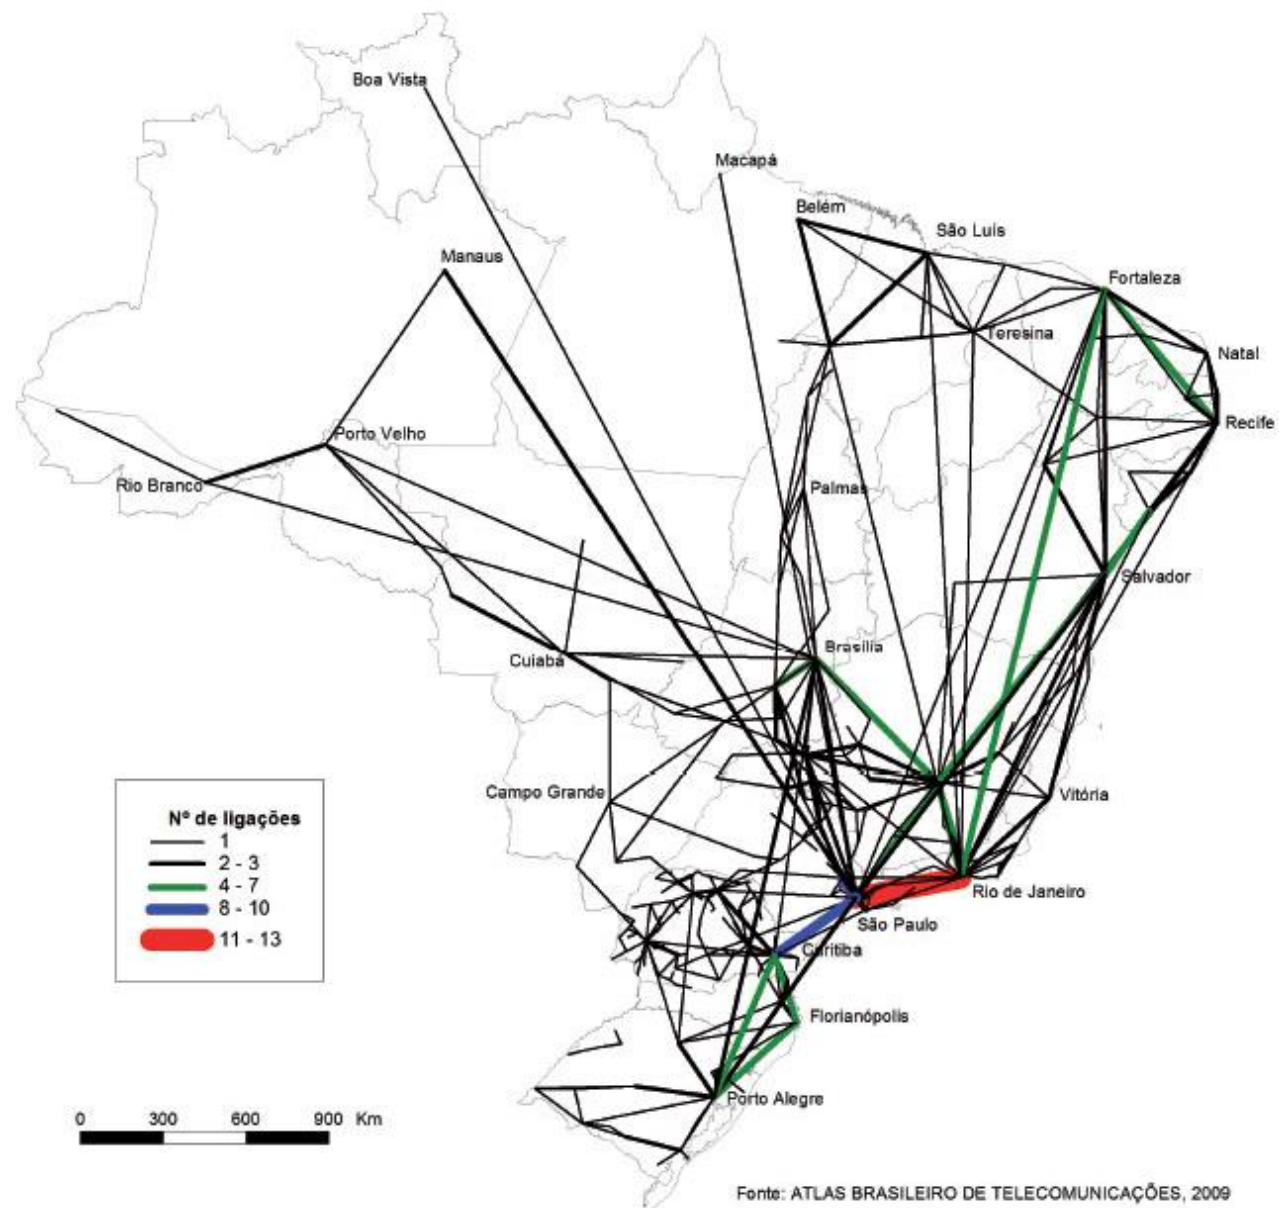 Boa Vista
Macapá
Belém
São Luís
Manaus
Fortaleza
Teresina
Natal
Recife
Porto Velho
Rio Branco
Palmas
Salvador
Brasília
Cuiabá
Campo Grande
Vitória
Nº de ligações
1
2 - 3
4 - 7
8 - 10
11 - 13
Rio de Janeiro
São Paulo
Curitiba
Florianópolis
Porto Alegre
0 300 600 900 Km
Fonte: ATLAS BRASILEIRO DE TELECOMUNICAÇÕES, 2009